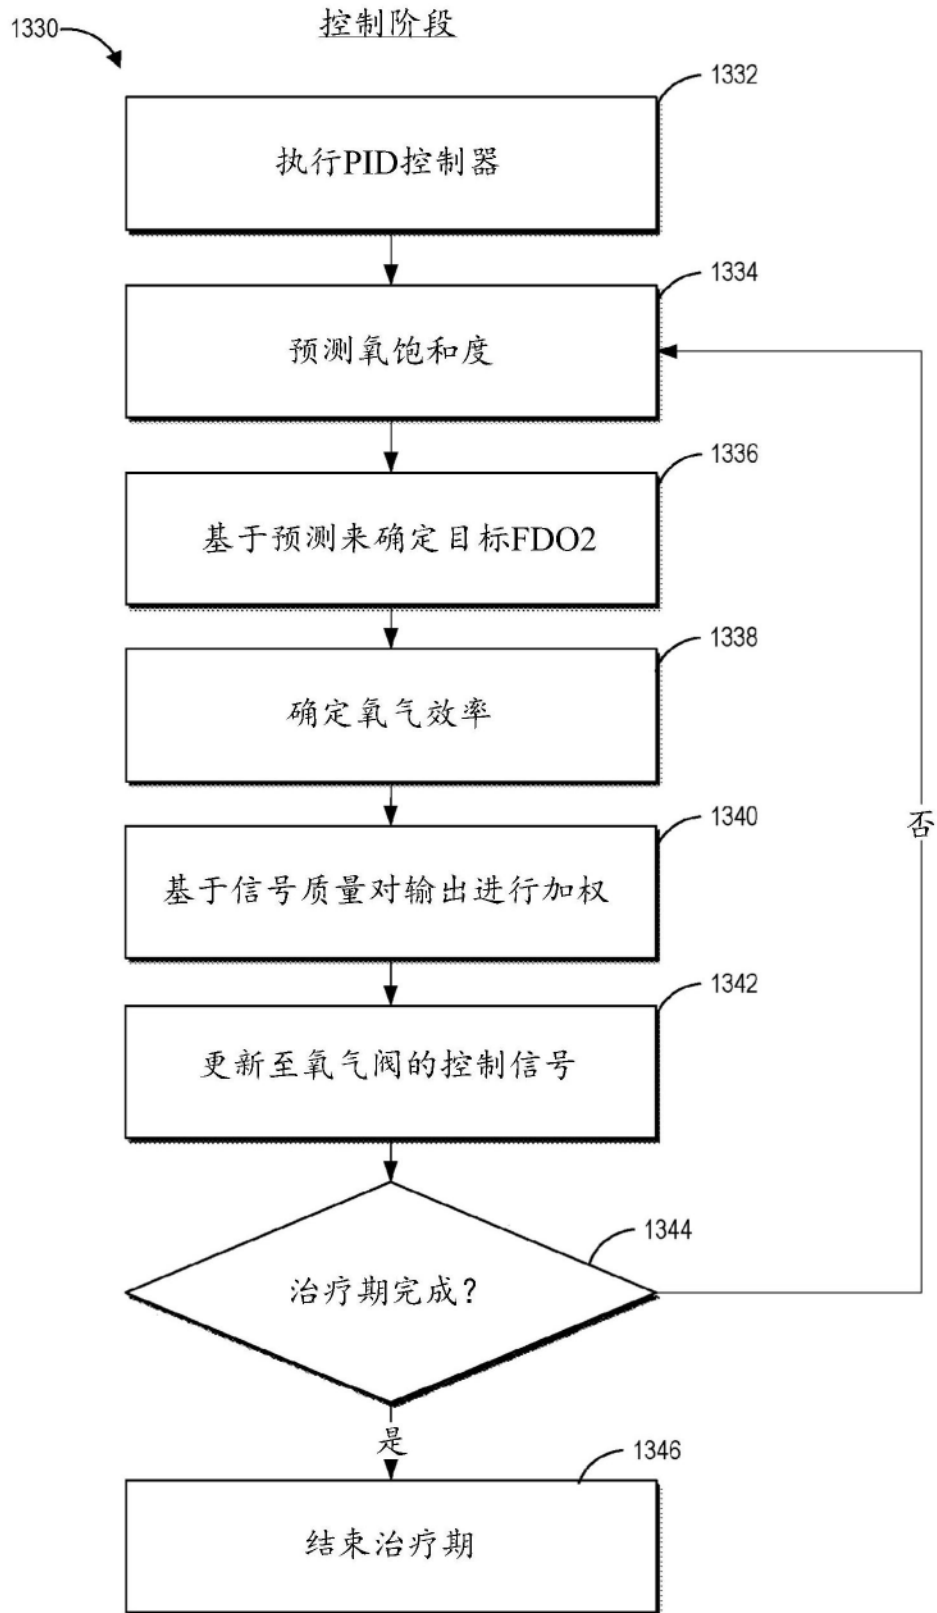 控制阶段
1330
1332
执行PID控制器
1334
预测氧饱和度
1336
基于预测来确定目标FDO2
1338
确定氧气效率
1340
基于信号质量对输出进行加权
否
1342
更新至氧气阀的控制信号
1344
治疗期完成?
是
1346
结束治疗期